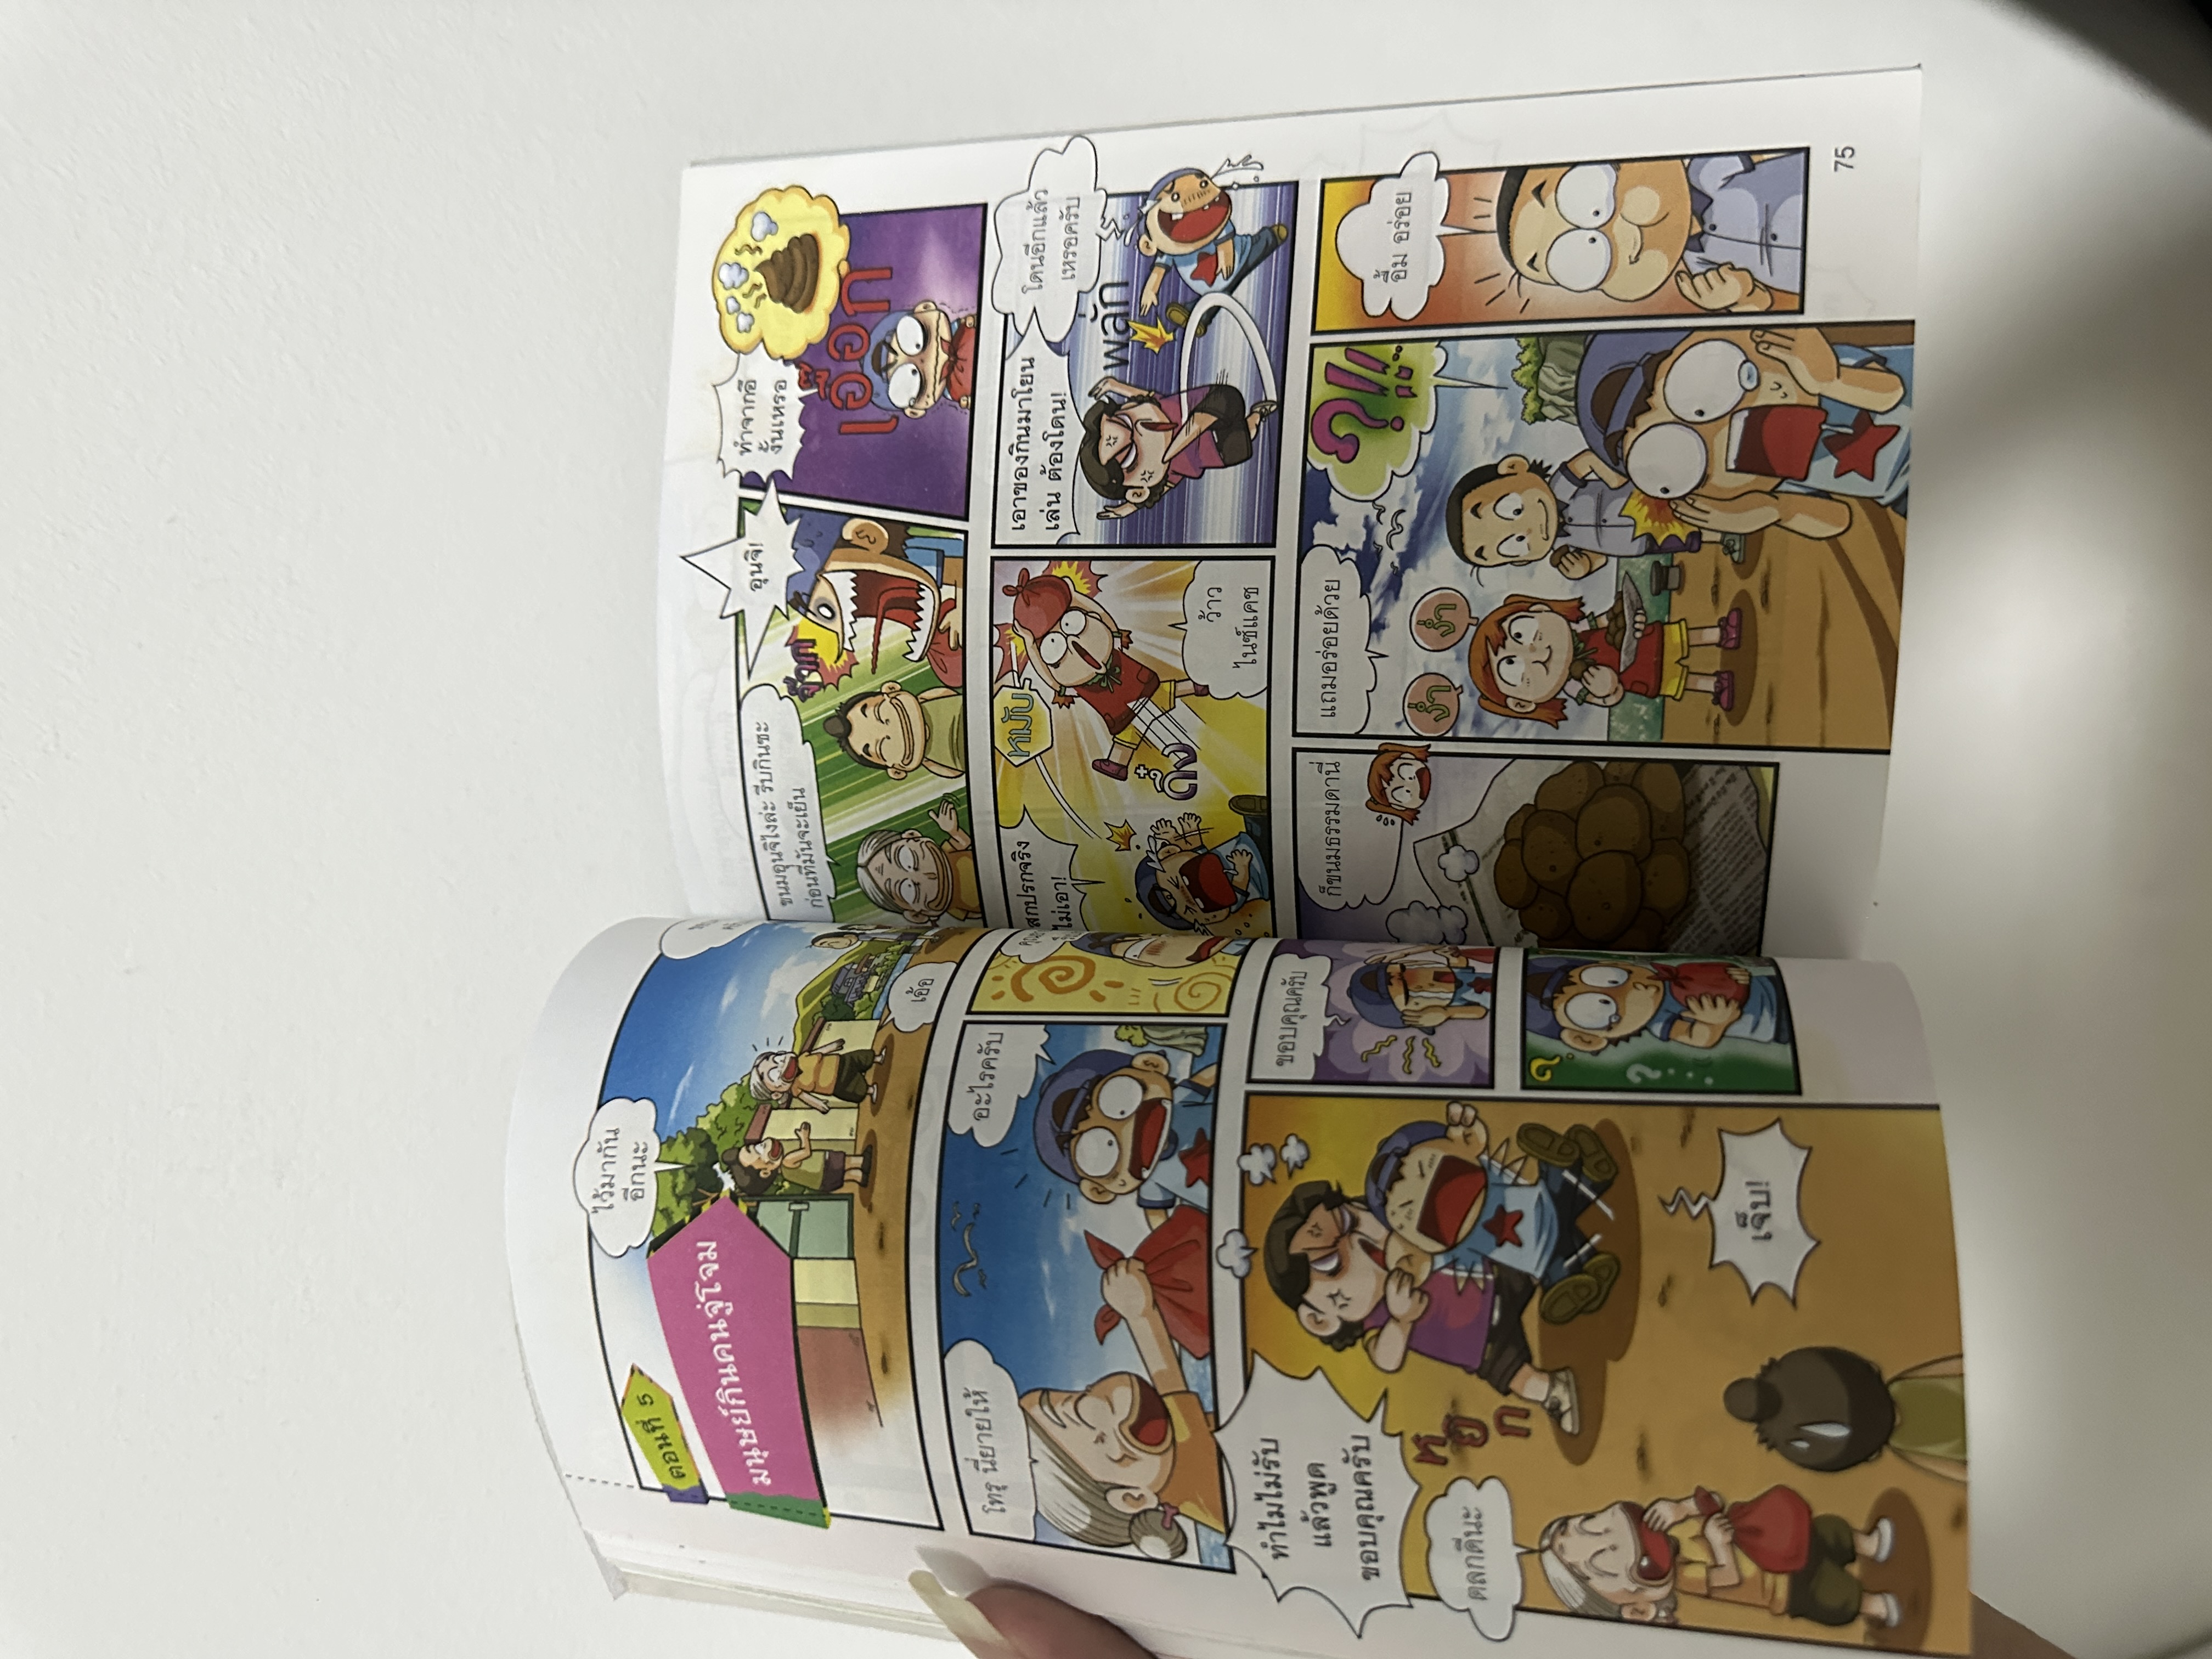 ตอนที่ 5
มนุษย์กินคนจู่โจม
ไว้มากัน
อีกนะ
เอ้อ
โทรุ นี่ยายให้
อะไรครับ
ทำไมไม่รับ
แล้วพูด
ขอบคุณครับ
หยิก
ตลกดีนะ
เจ็บ!
ขอบคุณครับ
?
?
ขนมอุนจิไงล่ะ รีบกินซะ
ก่อนที่มันจะเย็น
จ๊าก
อุนจิ!
ทำจากอึ
งั้นเหรอ
เอื๊อก
สกปรกจริง
ไม่เอา!
หมับ
ดึ๋ง
ว้าว
ไนซ์แคช
เอาของกินมาโยน
เล่น ต้องโดน!
พลั่ก
โดนอีกแล้ว
เหรอครับ
ก็ขนมธรรมดานี่
แถมอร่อยด้วย
ง่ำ
ง่ำ
?!!
อื้ม อร่อย
75